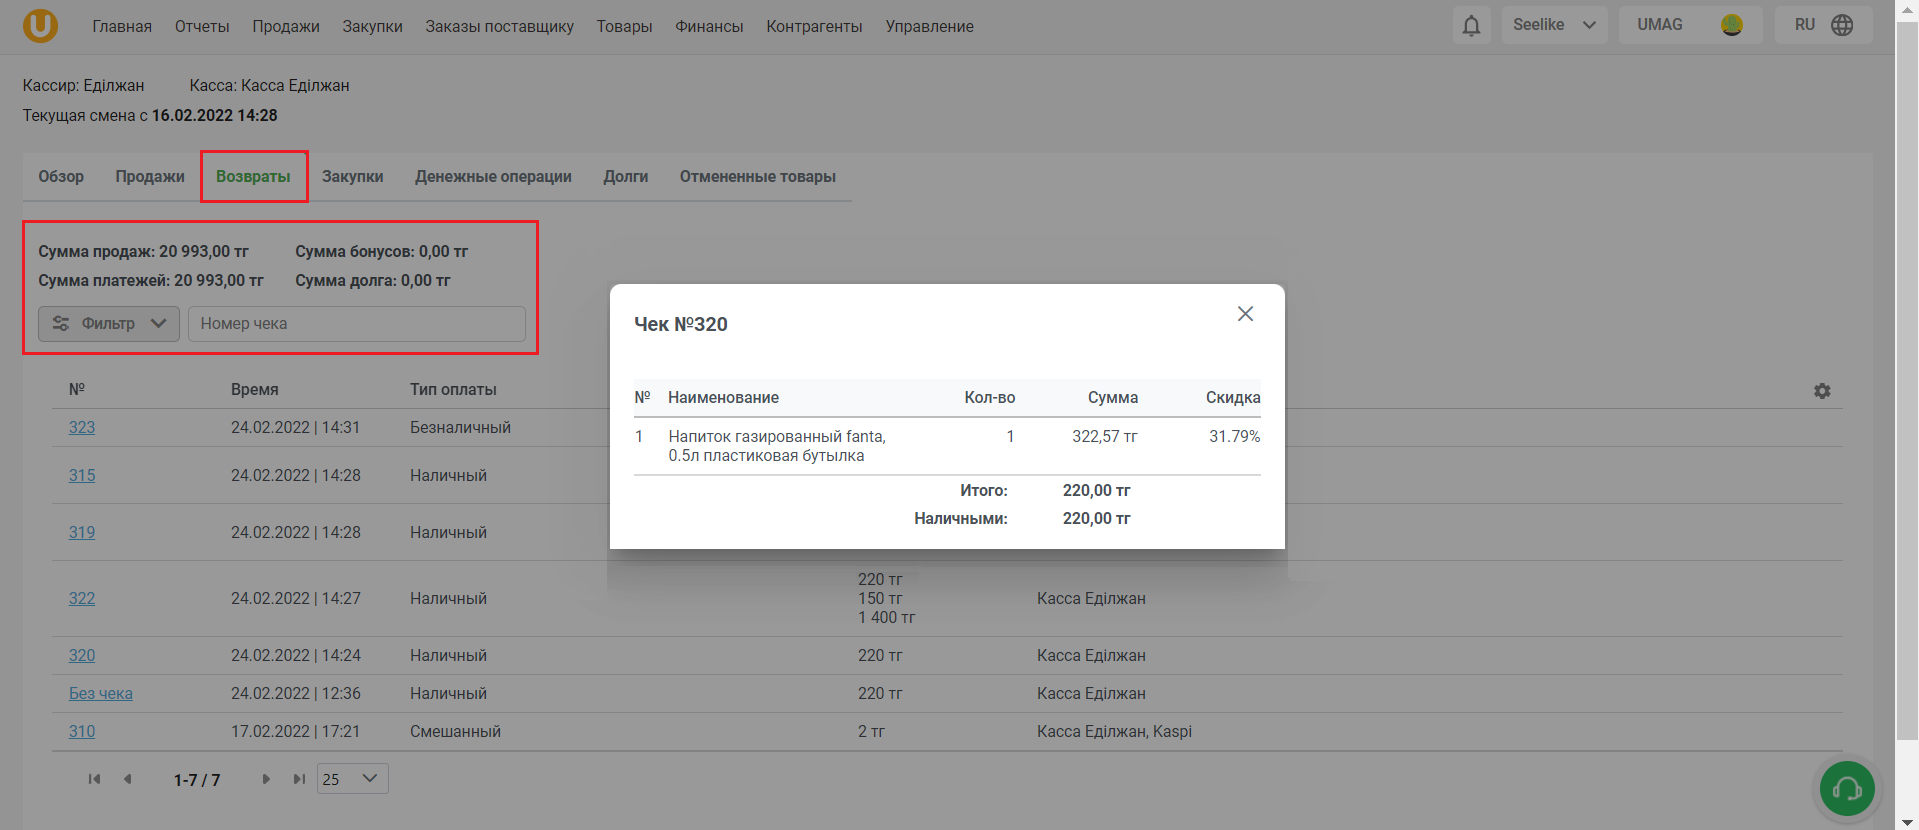 Главная Отчеты Продажи Закупки Заказы поставщику Товары Финансы Контрагенты Управление Seelike UMAG RU
Кассир: Еділжан Касса: Касса Еділжан
Текущая смена с 16.02.2022 14:28
Обзор Продажи Возвраты Закупки Денежные операции Долги Отмененные товары
Сумма продаж: 20 993,00 тг Сумма бонусов: 0,00 тг
Сумма платежей: 20 993,00 тг Сумма долга: 0,00 тг
Фильтр Номер чека
Чек №320
№ Наименование Кол-во Сумма Скидка
1 Напиток газированный fanta, 1 322,57 тг 31.79%
0.5л пластиковая бутылка
Итого: 220,00 тг
Наличными: 220,00 тг
№ Время Тип оплаты
323 24.02.2022 | 14:31 Безналичный
315 24.02.2022 | 14:28 Наличный
319 24.02.2022 | 14:28 Наличный
220 тг
322 24.02.2022 | 14:27 Наличный 150 тг Касса Еділжан
1 400 тг
320 24.02.2022 | 14:24 Наличный 220 тг Касса Еділжан
Без чека 24.02.2022 | 12:36 Наличный 220 тг Касса Еділжан
310 17.02.2022 | 17:21 Смешанный 2 тг Касса Еділжан, Kaspi
1-7 / 7 25